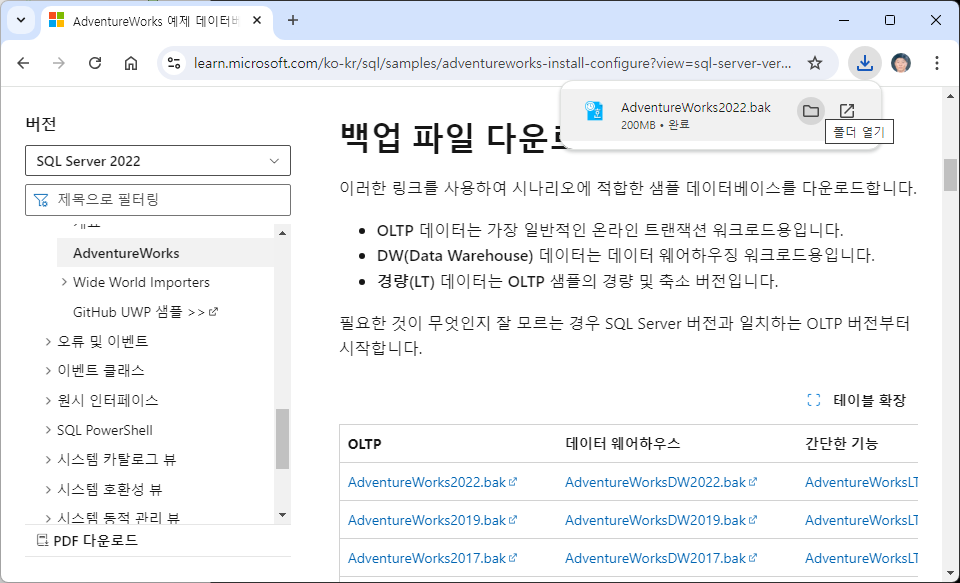 AdventureWorks 예제 데이터
learn.microsoft.com/ko-kr/sql/samples/adventureworks-install-configure?view=sql-server-ver...
AdventureWorks2022.bak
200MB • 완료
폴더 열기
버전
SQL Server 2022
제목으로 필터링
개요
AdventureWorks
Wide World Importers
GitHub UWP 샘플 >>
오류 및 이벤트
이벤트 클래스
원시 인터페이스
SQL PowerShell
시스템 카탈로그 뷰
시스템 호환성 뷰
시스템 동적 관리 뷰
PDF 다운로드
백업 파일 다운로
이러한 링크를 사용하여 시나리오에 적합한 샘플 데이터베이스를 다운로드합니다.
• OLTP 데이터는 가장 일반적인 온라인 트랜잭션 워크로드용입니다.
• DW(Data Warehouse) 데이터는 데이터 웨어하우징 워크로드용입니다.
• 경량(LT) 데이터는 OLTP 샘플의 경량 및 축소 버전입니다.
필요한 것이 무엇인지 잘 모르는 경우 SQL Server 버전과 일치하는 OLTP 버전부터
시작합니다.
테이블 확장
OLTP 데이터 웨어하우스 간단한 기능
AdventureWorks2022.bak AdventureWorksDW2022.bak AdventureWorksLT
AdventureWorks2019.bak AdventureWorksDW2019.bak AdventureWorksLT
AdventureWorks2017.bak AdventureWorksDW2017.bak AdventureWorksLT